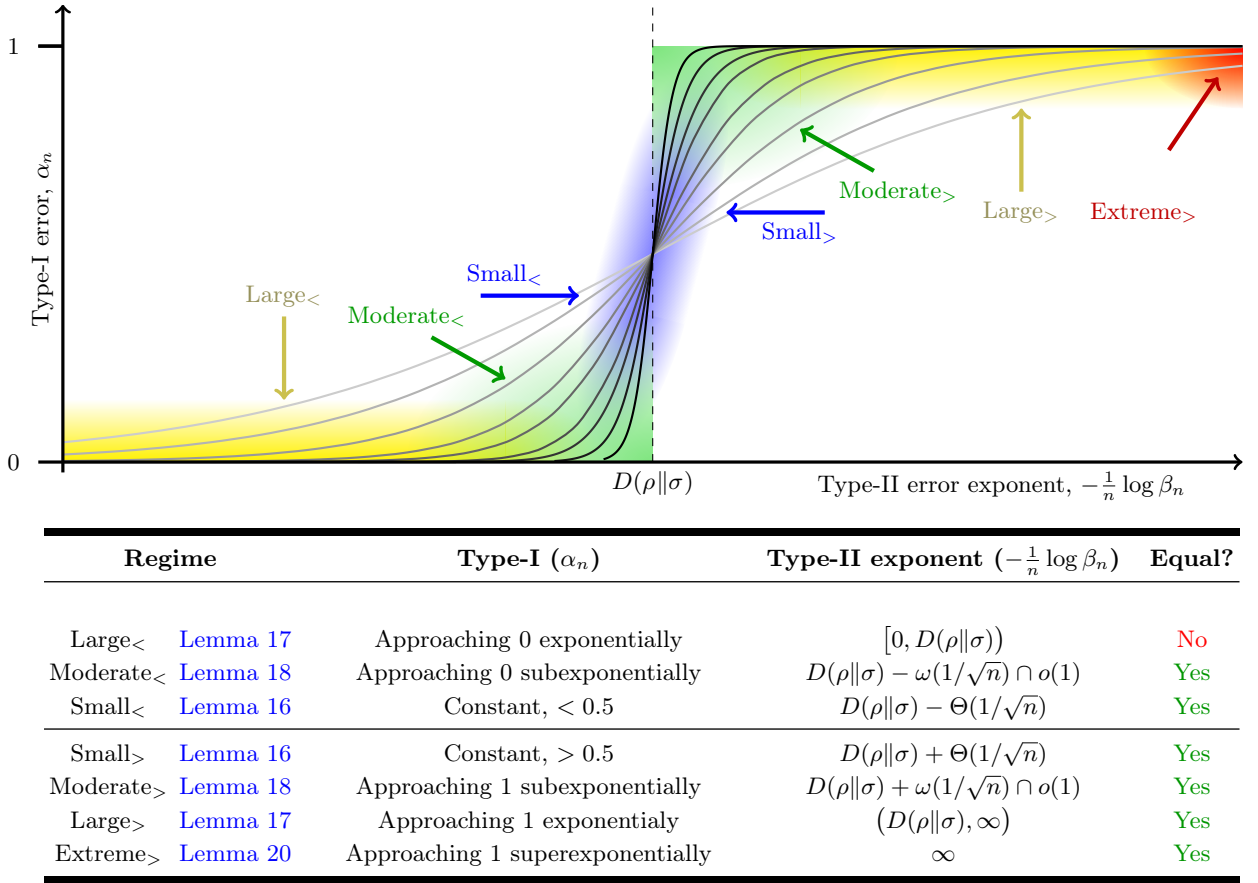 1
Type-I error, αₙ
0
Large<
Moderate<
Small<
Small>
Moderate>
Large>
Extreme>
D(ρ∥σ)
Type-II error exponent, −1/n log βₙ
Regime Type-I (αₙ) Type-II exponent (−1/n log βₙ) Equal?
Large< Lemma 17 Approaching 0 exponentially [0, D(ρ∥σ)) No
Moderate< Lemma 18 Approaching 0 subexponentially D(ρ∥σ) − ω(1/√n) ∩ o(1) Yes
Small< Lemma 16 Constant, < 0.5 D(ρ∥σ) − Θ(1/√n) Yes
Small> Lemma 16 Constant, > 0.5 D(ρ∥σ) + Θ(1/√n) Yes
Moderate> Lemma 18 Approaching 1 subexponentially D(ρ∥σ) + ω(1/√n) ∩ o(1) Yes
Large> Lemma 17 Approaching 1 exponentialy (D(ρ∥σ), ∞) Yes
Extreme> Lemma 20 Approaching 1 superexponentially ∞ Yes